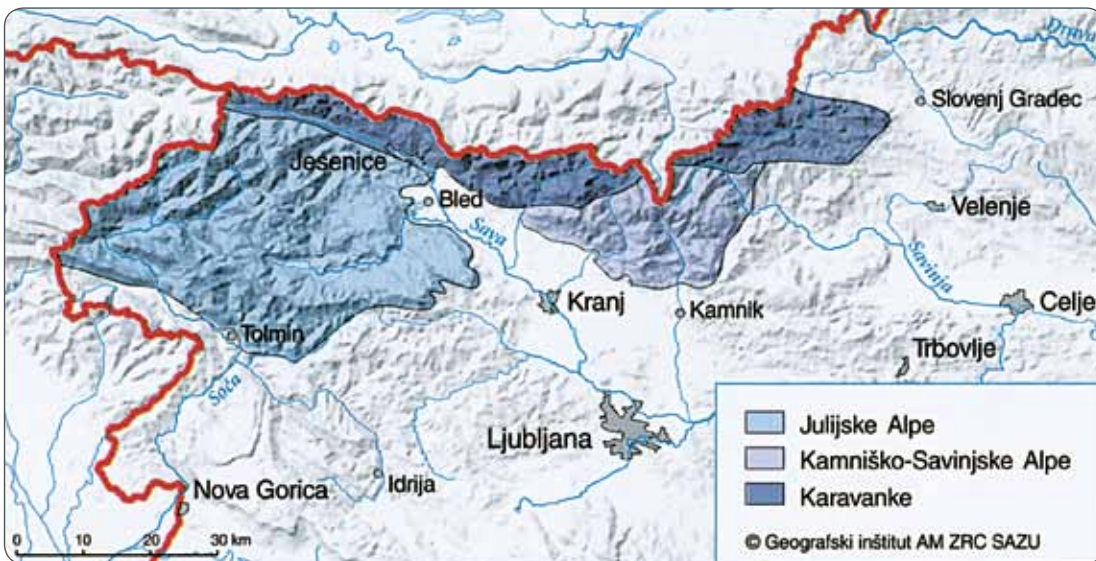 Drava
Slovenj Gradec
Jesenice
Bled
Velenje
Sava
Savinja
Kranj
Kamnik
Celje
Tolmin
Trbovlje
Soča
Ljubljana
Idrija
Nova Gorica
0 10 20 30 km
Julijske Alpe
Kamniško-Savinjske Alpe
Karavanke
© Geografski inštitut AM ZRC SAZU